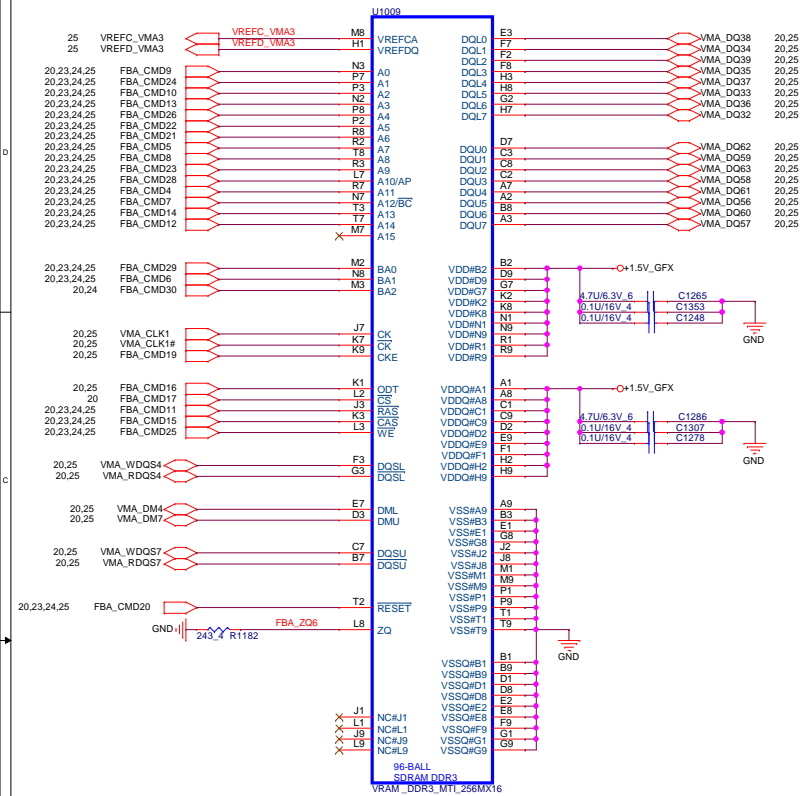 U1009
25 VREFC_VMA3 VREFC_VMA3 M8 VREFCA E3 DQL0 VMA_DQ38 20,25
25 VREFD_VMA3 VREFD_VMA3 H1 VREFDQ F7 DQL1 VMA_DQ34 20,25
F2 DQL2 VMA_DQ39 20,25
20,23,24,25 FBA_CMD9 N3 A0 F8 DQL3 VMA_DQ35 20,25
20,23,24,25 FBA_CMD24 P7 A1 H3 DQL4 VMA_DQ37 20,25
20,23,24,25 FBA_CMD10 P3 A2 H8 DQL5 VMA_DQ33 20,25
20,23,24,25 FBA_CMD13 N2 A3 G2 DQL6 VMA_DQ36 20,25
20,23,24,25 FBA_CMD26 P8 A4 H7 DQL7 VMA_DQ32 20,25
20,23,24,25 FBA_CMD22 P2 A5
20,23,24,25 FBA_CMD21 R8 A6
20,23,24,25 FBA_CMD5 R2 A7 D7 DQU0 VMA_DQ62 20,25
20,23,24,25 FBA_CMD8 T8 A8 C3 DQU1 VMA_DQ59 20,25
20,23,24,25 FBA_CMD23 R3 A9 C8 DQU2 VMA_DQ63 20,25
20,23,24,25 FBA_CMD28 L7 A10/AP C2 DQU3 VMA_DQ58 20,25
20,23,24,25 FBA_CMD4 R7 A11 A7 DQU4 VMA_DQ61 20,25
20,23,24,25 FBA_CMD7 N7 A12/BC A2 DQU5 VMA_DQ56 20,25
20,23,24,25 FBA_CMD14 T3 A13 B8 DQU6 VMA_DQ60 20,25
20,23,24,25 FBA_CMD12 T7 A14 A3 DQU7 VMA_DQ57 20,25
M7 A15
D
20,23,24,25 FBA_CMD29 M2 BA0 B2 VDD#B2 +1.5V_GFX
20,23,24,25 FBA_CMD6 N8 BA1 D9 VDD#D9
20,24 FBA_CMD30 M3 BA2 G7 VDD#G7
K2 VDD#K2 4.7U/6.3V_6 C1265
K8 VDD#K8 0.1U/16V_4 C1353
N1 VDD#N1 0.1U/16V_4 C1248
20,25 VMA_CLK1 J7 CK N9 VDD#N9
20,25 VMA_CLK1# K7 CK R1 VDD#R1 GND
20,25 FBA_CMD19 K9 CKE R9 VDD#R9
20,25 FBA_CMD16 K1 ODT A1 VDDQ#A1 +1.5V_GFX
20 FBA_CMD17 L2 CS A8 VDDQ#A8
20,23,24,25 FBA_CMD11 J3 RAS C1 VDDQ#C1
20,23,24,25 FBA_CMD15 K3 CAS C9 VDDQ#C9 4.7U/6.3V_6 C1286
20,23,24,25 FBA_CMD25 L3 WE D2 VDDQ#D2 0.1U/16V_4 C1307
E9 VDDQ#E9 0.1U/16V_4 C1278
F1 VDDQ#F1
20,25 VMA_WDQS4 F3 DQSL H2 VDDQ#H2 GND
20,25 VMA_RDQS4 G3 DQSL H9 VDDQ#H9
C
20,25 VMA_DM4 E7 DML A9 VSS#A9
20,25 VMA_DM7 D3 DMU B3 VSS#B3
E1 VSS#E1
G8 VSS#G8
20,25 VMA_WDQS7 C7 DQSU J2 VSS#J2
20,25 VMA_RDQS7 B7 DQSU J8 VSS#J8
M1 VSS#M1
M9 VSS#M9
P1 VSS#P1
20,23,24,25 FBA_CMD20 T2 RESET P9 VSS#P9
T1 VSS#T1
GND 243_4 R1182 FBA_ZQ6 L8 ZQ T9 VSS#T9
GND
B1 VSSQ#B1
B9 VSSQ#B9
D1 VSSQ#D1
D8 VSSQ#D8
E2 VSSQ#E2
J1 NC#J1 E8 VSSQ#E8
L1 NC#L1 F9 VSSQ#F9
J9 NC#J9 G1 VSSQ#G1
L9 NC#L9 G9 VSSQ#G9
96-BALL
SDRAM DDR3
VRAM _DDR3_MTI_256MX16